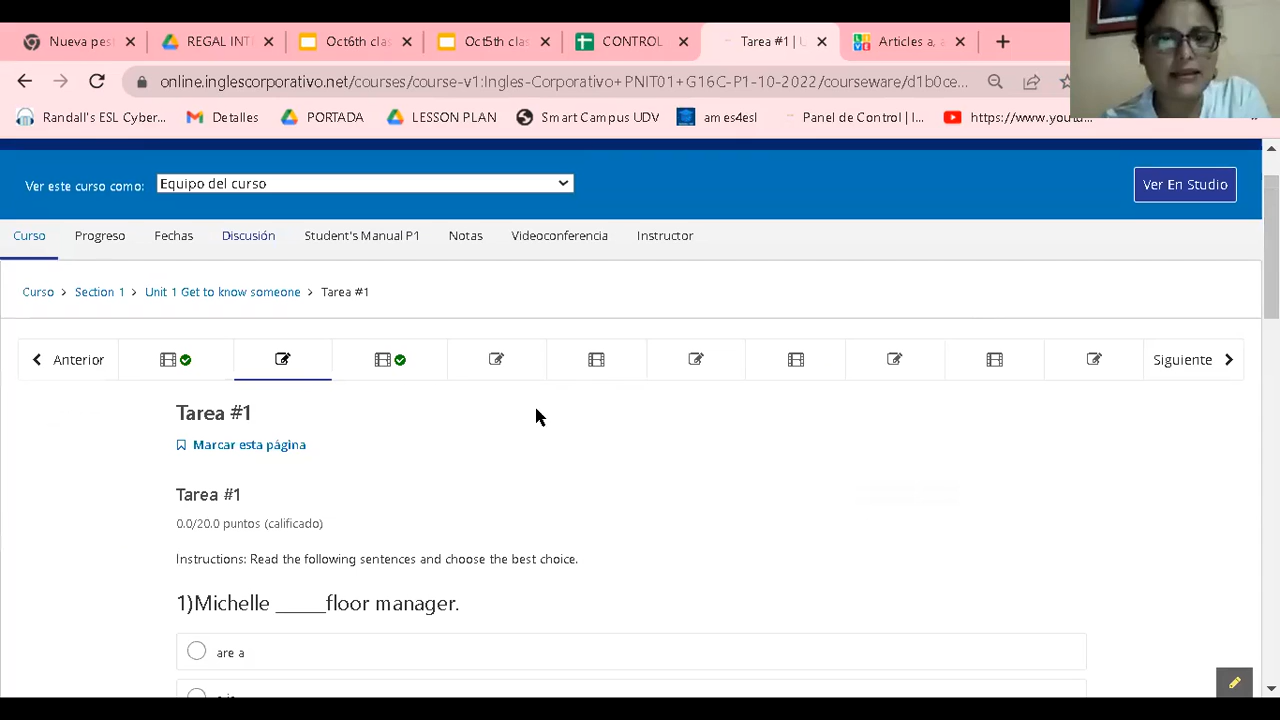 Nueva pes
REGAL INT
Oct6th cla
Oct5th cla
CONTROL
Tarea #1 | U
Articles a, a
online.inglescorporativo.net/courses/course-v1:Ingles-Corporativo+PNIT01+G16C-P1-10-2022/courseware/d1b0ce...
Randall's ESL Cyber...
Detalles
PORTADA
LESSON PLAN
Smart Campus UDV
ames4esl
Panel de Control | I...
https://www.youtu...
Ver este curso como:
Equipo del curso
Ver En Studio
Curso
Progreso
Fechas
Discusión
Student's Manual P1
Notas
Videoconferencia
Instructor
Curso > Section 1 > Unit 1 Get to know someone > Tarea #1
Anterior
Siguiente
Tarea #1
Marcar esta página
Tarea #1
0.0/20.0 puntos (calificado)
Instructions: Read the following sentences and choose the best choice.
1)Michelle _____floor manager.
are a